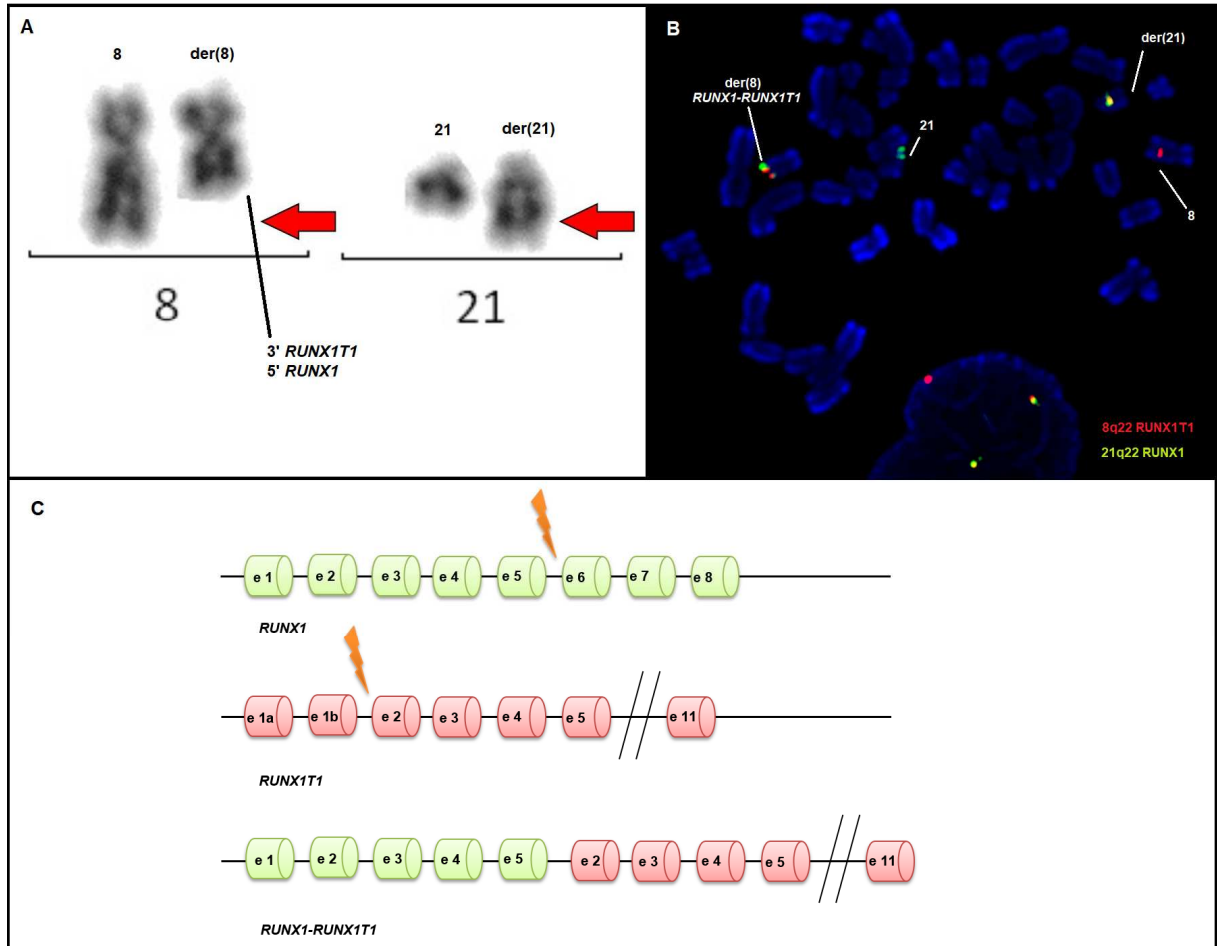 A
8
der(8)
21
der(21)
8
21
3' RUNX1T1
5' RUNX1
B
der(8)
RUNX1-RUNX1T1
21
der(21)
8
8q22 RUNX1T1
21q22 RUNX1
C
e 1 e 2 e 3 e 4 e 5 e 6 e 7 e 8
RUNX1
e 1a e 1b e 2 e 3 e 4 e 5 e 11
RUNX1T1
e 1 e 2 e 3 e 4 e 5 e 2 e 3 e 4 e 5 e 11
RUNX1-RUNX1T1